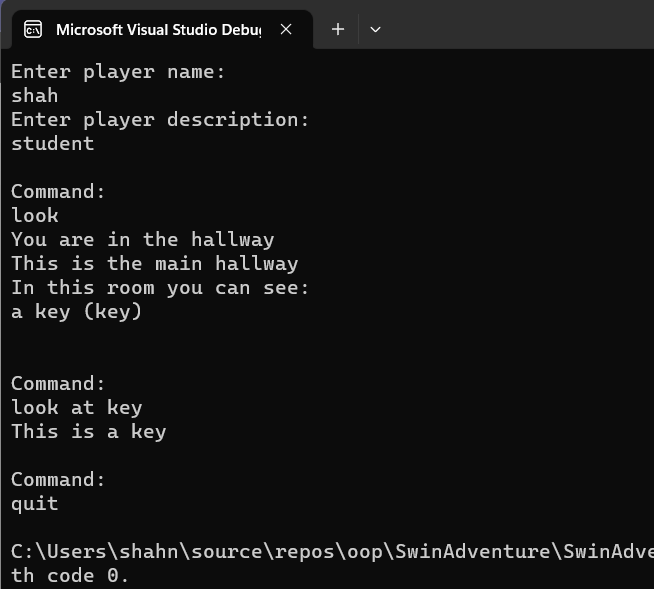 Microsoft Visual Studio Debu
Enter player name:
shah
Enter player description:
student
Command:
look
You are in the hallway
This is the main hallway
In this room you can see:
a key (key)
Command:
look at key
This is a key
Command:
quit
C:\Users\shahn\source\repos\oop\SwinAdventure\SwinAdve
th code 0.